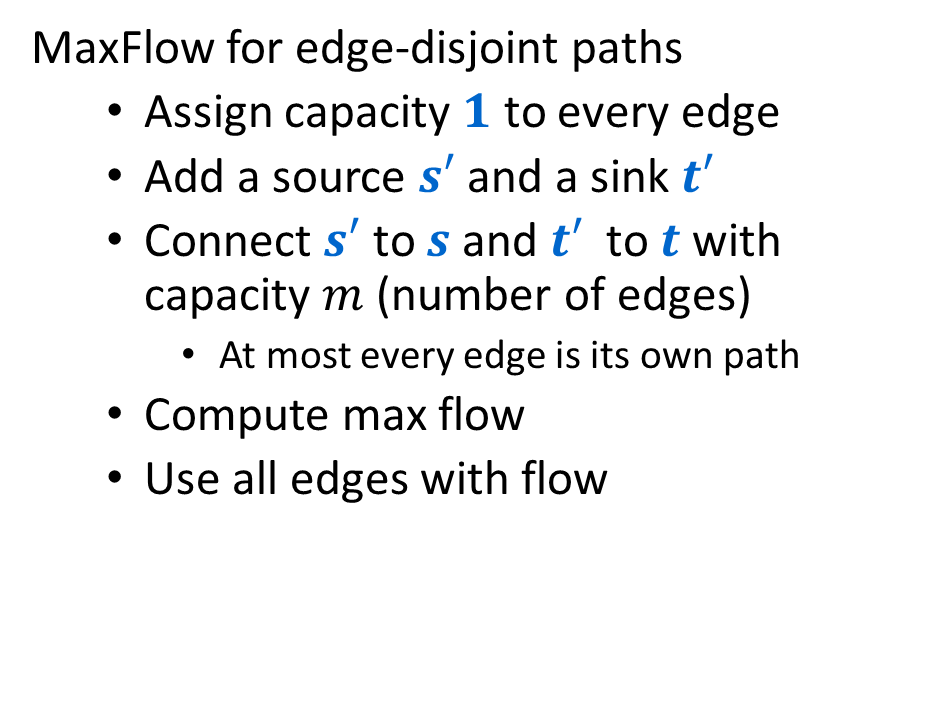 MaxFlow for edge-disjoint paths
• Assign capacity 1 to every edge
• Add a source s′ and a sink t′
• Connect s′ to s and t′ to t with
capacity m (number of edges)
• At most every edge is its own path
• Compute max flow
• Use all edges with flow